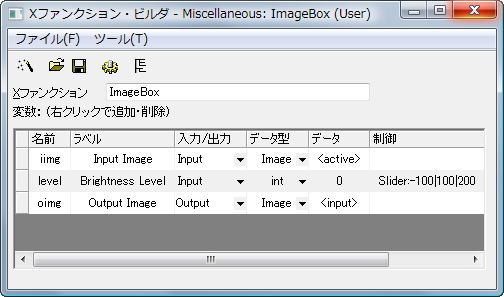 Xファンクション・ビルダ - Miscellaneous: ImageBox (User)
ファイル(F) ツール(T)
Xファンクション ImageBox
変数: (右クリックで追加・削除)
名前 ラベル 入力/出力 データ型 データ 制御
iimg Input Image Input Image <active>
level Brightness Level Input int 0 Slider:-100|100|200
oimg Output Image Output Image <input>